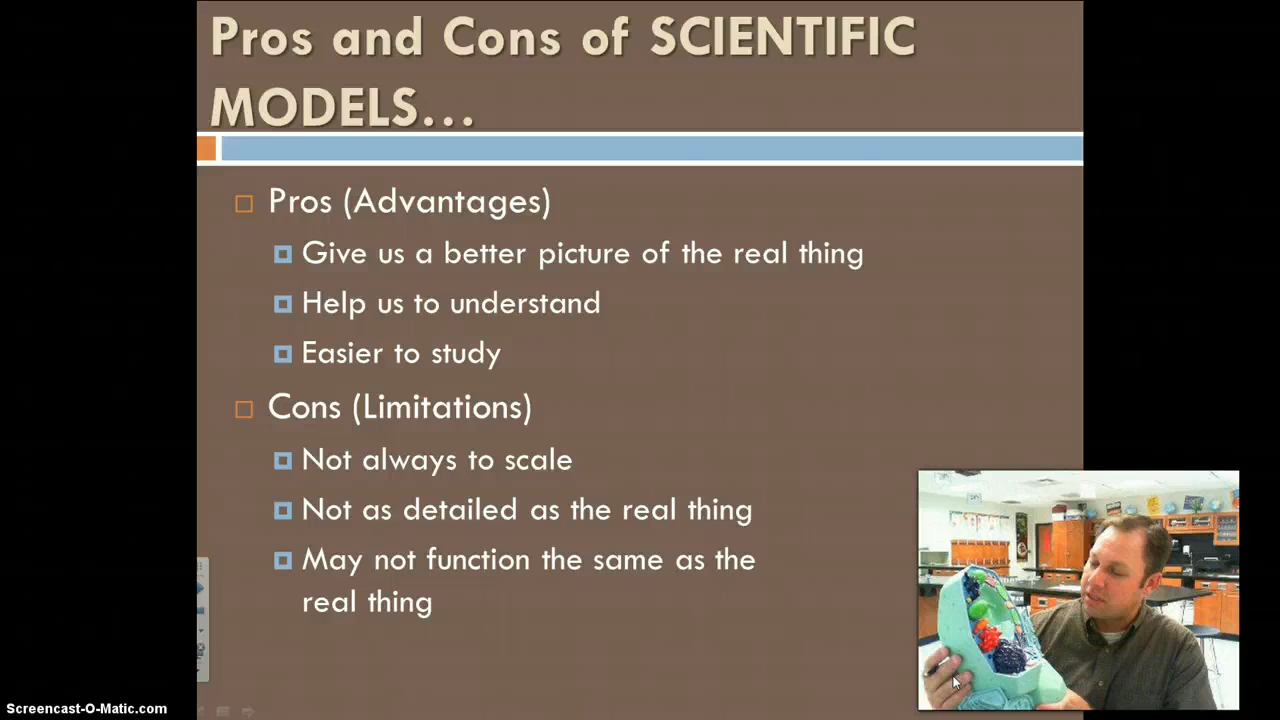 Pros and Cons of SCIENTIFIC
MODELS...
Pros (Advantages)
Give us a better picture of the real thing
Help us to understand
Easier to study
Cons (Limitations)
Not always to scale
Not as detailed as the real thing
May not function the same as the
real thing
Screencast-O-Matic.com